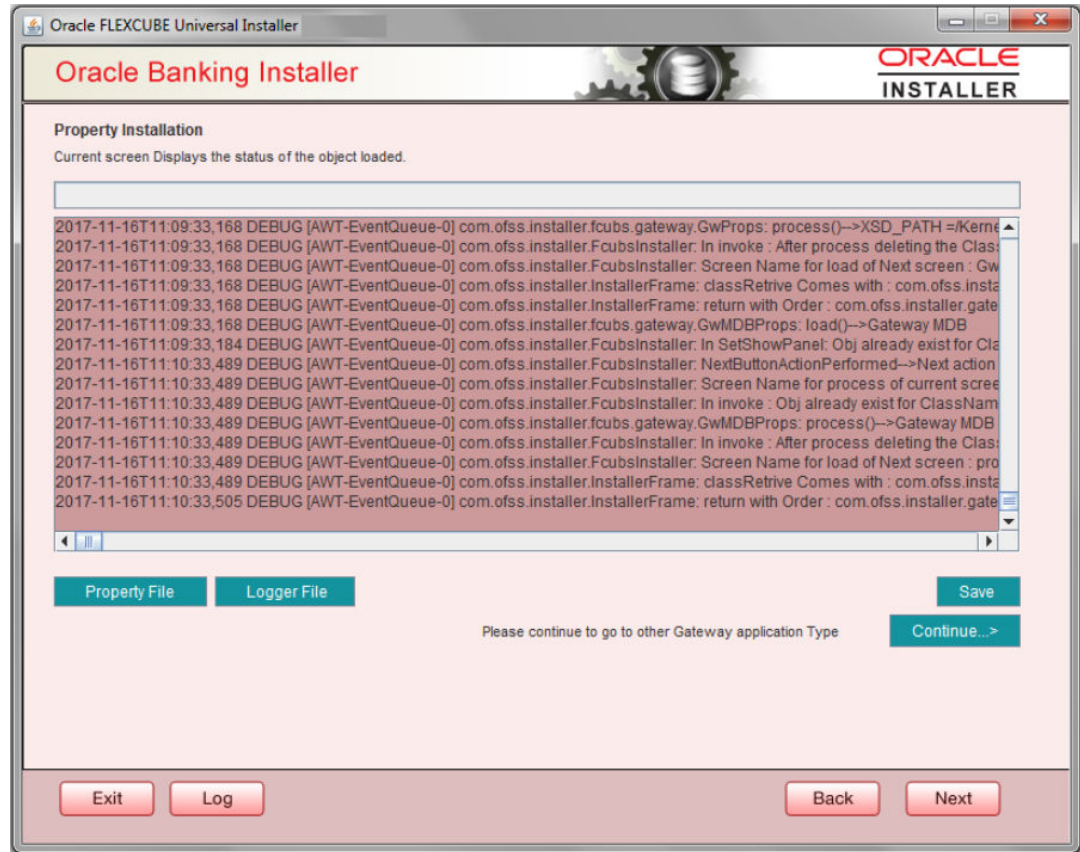 Oracle FLEXCUBE Universal Installer
Oracle Banking Installer
ORACLE
INSTALLER
Property Installation
Current screen Displays the status of the object loaded.
2017-11-16T11:09:33,168 DEBUG [AWT-EventQueue-0] com.ofss.installer.fcubs.gateway.GwProps: process()-->XSD_PATH =/Kerne
2017-11-16T11:09:33,168 DEBUG [AWT-EventQueue-0] com.ofss.installer.FcubsInstaller: In invoke : After process deleting the Clas
2017-11-16T11:09:33,168 DEBUG [AWT-EventQueue-0] com.ofss.installer.FcubsInstaller: Screen Name for load of Next screen : Gw
2017-11-16T11:09:33,168 DEBUG [AWT-EventQueue-0] com.ofss.installer.InstallerFrame: classRetrive Comes with : com.ofss.insta
2017-11-16T11:09:33,168 DEBUG [AWT-EventQueue-0] com.ofss.installer.InstallerFrame: return with Order : com.ofss.installer.gate
2017-11-16T11:09:33,168 DEBUG [AWT-EventQueue-0] com.ofss.installer.fcubs.gateway.GwMDBProps: load()-->Gateway MDB
2017-11-16T11:09:33,184 DEBUG [AWT-EventQueue-0] com.ofss.installer.FcubsInstaller: In SetShowPanel: Obj already exist for Cla
2017-11-16T11:10:33,489 DEBUG [AWT-EventQueue-0] com.ofss.installer.FcubsInstaller: NextButtonActionPerformed-->Next action
2017-11-16T11:10:33,489 DEBUG [AWT-EventQueue-0] com.ofss.installer.FcubsInstaller: Screen Name for process of current scree
2017-11-16T11:10:33,489 DEBUG [AWT-EventQueue-0] com.ofss.installer.FcubsInstaller: In invoke : Obj already exist for ClassNam
2017-11-16T11:10:33,489 DEBUG [AWT-EventQueue-0] com.ofss.installer.fcubs.gateway.GwMDBProps: process()-->Gateway MDB
2017-11-16T11:10:33,489 DEBUG [AWT-EventQueue-0] com.ofss.installer.FcubsInstaller: In invoke : After process deleting the Clas
2017-11-16T11:10:33,489 DEBUG [AWT-EventQueue-0] com.ofss.installer.FcubsInstaller: Screen Name for load of Next screen : pro
2017-11-16T11:10:33,489 DEBUG [AWT-EventQueue-0] com.ofss.installer.InstallerFrame: classRetrive Comes with : com.ofss.insta
2017-11-16T11:10:33,505 DEBUG [AWT-EventQueue-0] com.ofss.installer.InstallerFrame: return with Order : com.ofss.installer.gate
Property File Logger File Save
Please continue to go to other Gateway application Type Continue...>
Exit Log Back Next